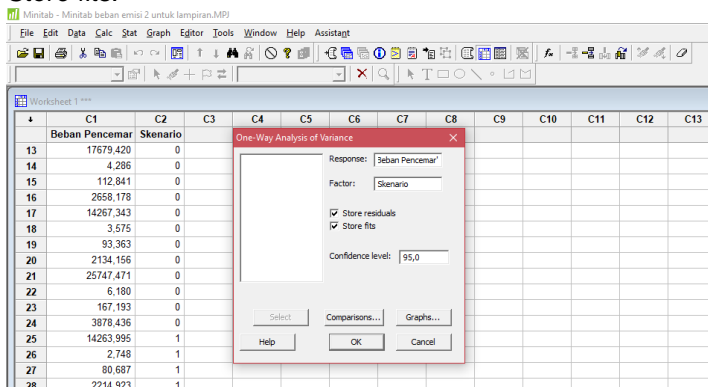 Store fits.
Minitab - Minitab beban emisi 2 untuk lampiran.MPJ
File Edit Data Calc Stat Graph Editor Tools Window Help Assistant
Worksheet 1 ***
C1 C2 C3 C4 C5 C6 C7 C8 C9 C10 C11 C12 C13
Beban Pencemar Skenario
13 17679,420 0
14 4,286 0
15 112,841 0
16 2658,178 0
17 14267,343 0
18 3,575 0
19 93,363 0
20 2134,156 0
21 25747,471 0
22 6,180 0
23 167,193 0
24 3878,436 0
25 14263,995 1
26 2,748 1
27 80,687 1
28 2214,923 1
One-Way Analysis of Variance
Response: Beban Pencemar'
Factor: Skenario
Store residuals
Store fits
Confidence level: 95,0
Select Comparisons... Graphs...
Help OK Cancel